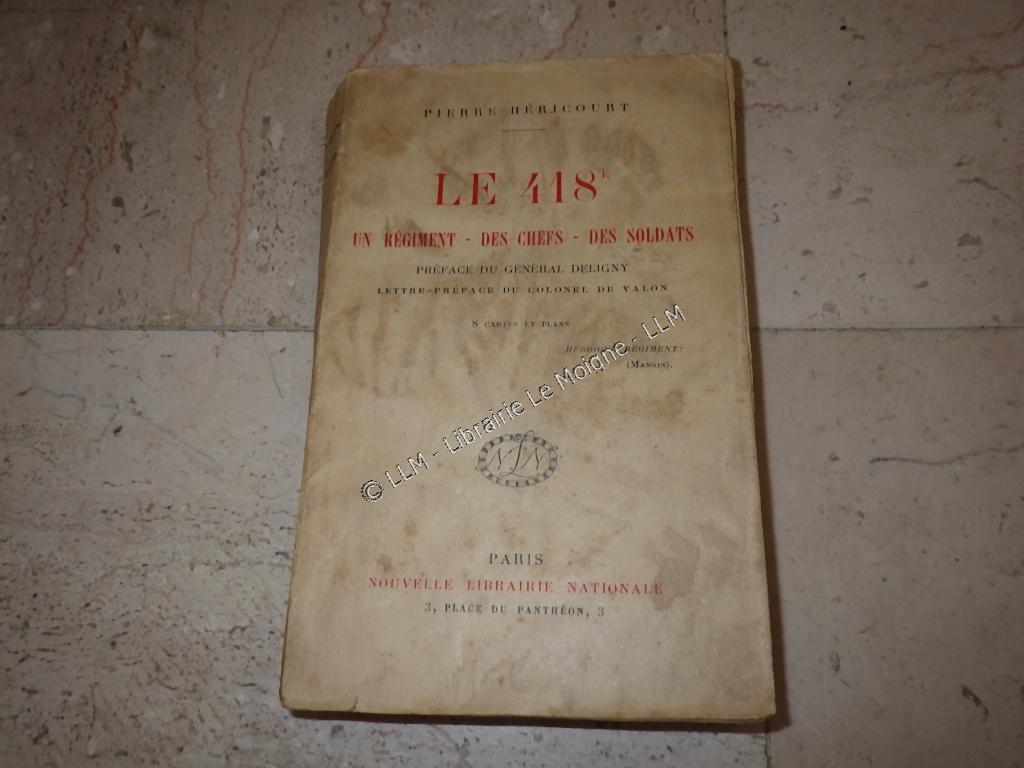 PIERRE HÉRICOURT
LE 418E
UN RÉGIMENT - DES CHEFS - DES SOLDATS
PRÉFACE DU GÉNÉRAL DELIGNY
LETTRE-PRÉFACE DU COLONEL DE VALON
8 CARTES ET PLANS
HÉROIQUE RÉGIMENT!
(MANGIN).
© LLM - Librairie Le Moigne - LLM
NLN
PARIS
NOUVELLE LIBRAIRIE NATIONALE
3, PLACE DU PANTHÉON, 3